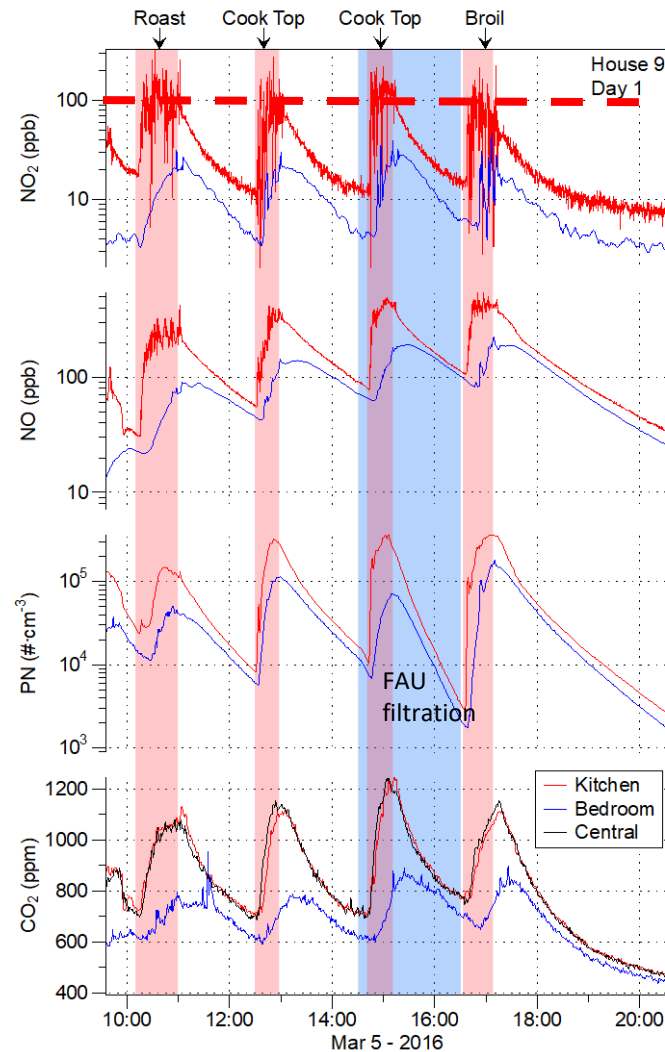 Roast Cook Top Cook Top Broil
House 9
Day 1
NO₂ (ppb)
100
10
NO (ppb)
100
10
PN (#·cm⁻³)
10⁵
10⁴
10³
FAU
filtration
CO₂ (ppm)
1200
1000
800
600
400
Kitchen
Bedroom
Central
10:00 12:00 14:00 16:00 18:00 20:00
Mar 5 - 2016